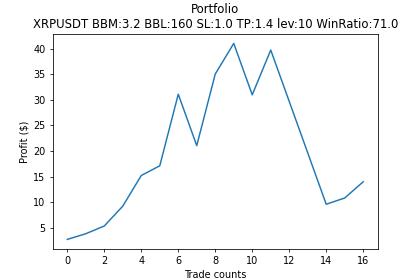 Portfolio
XRPUSDT BBM:3.2 BBL:160 SL:1.0 TP:1.4 lev:10 WinRatio:71.0
40
35
30
25
20
15
10
5
Profit ($)
0 2 4 6 8 10 12 14 16
Trade counts